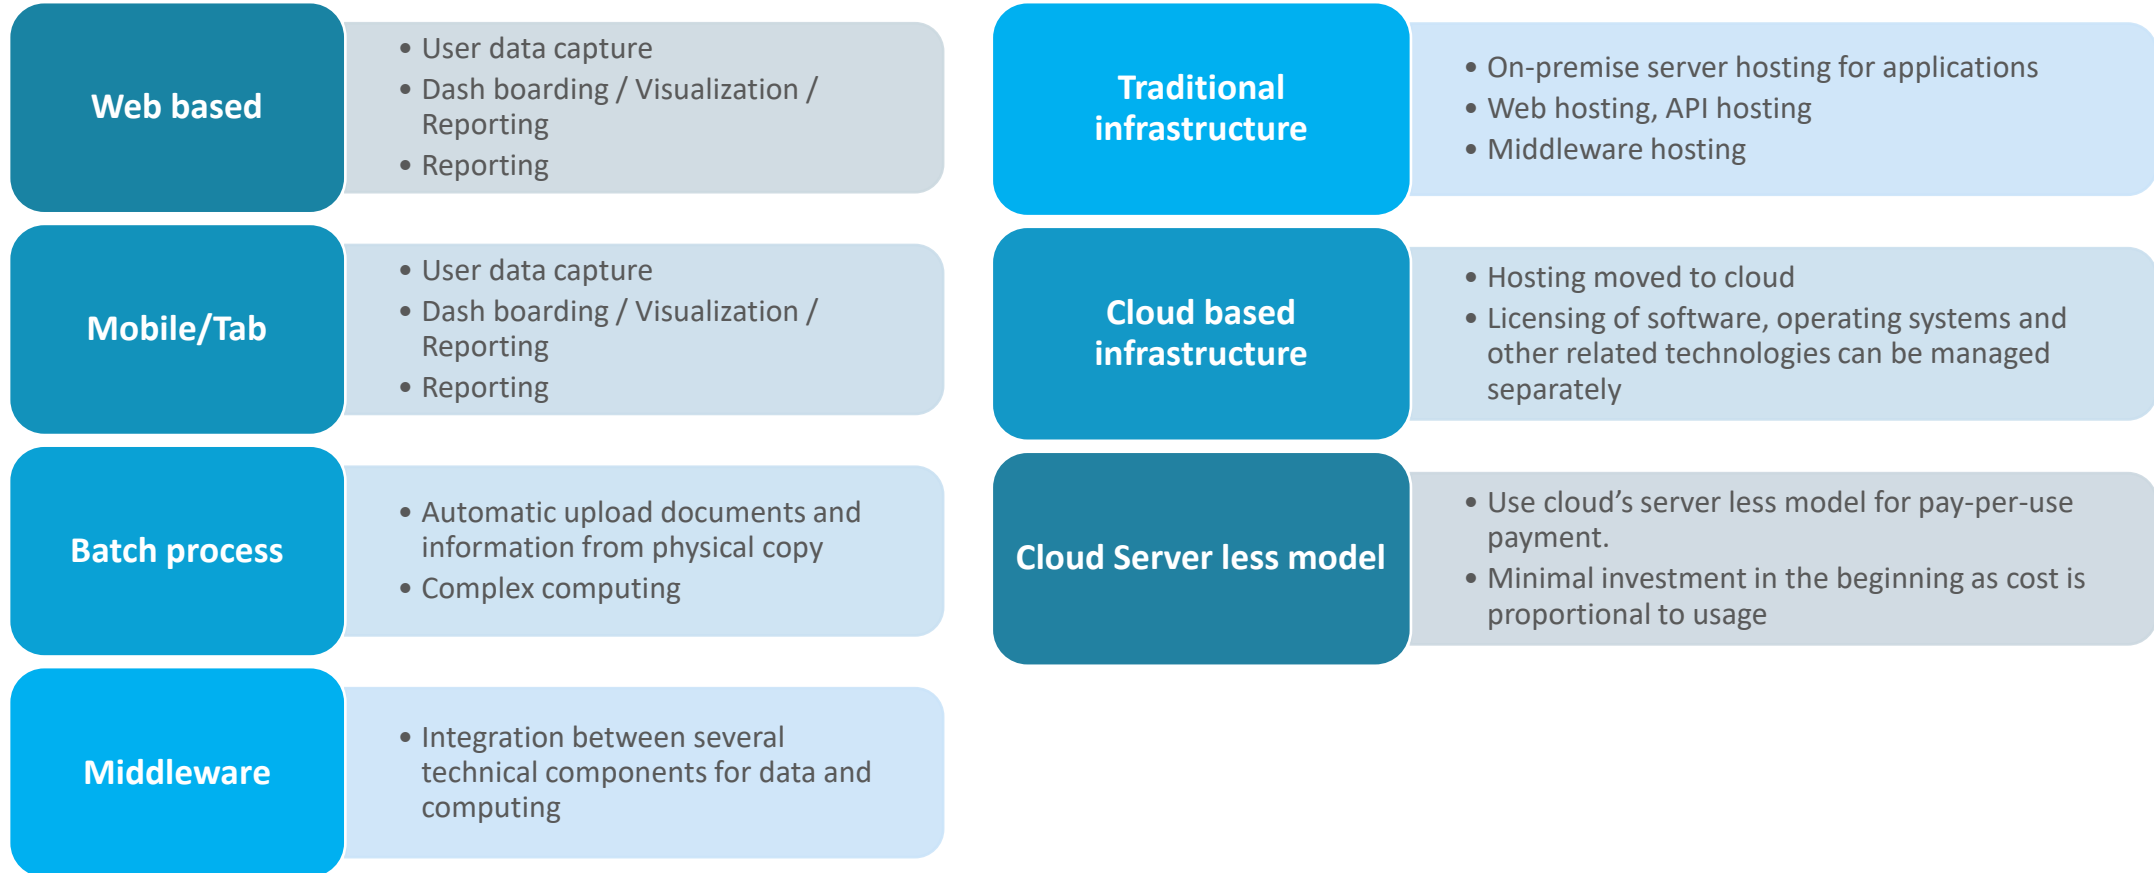 Web based
• User data capture
• Dash boarding / Visualization /
Reporting
• Reporting
Mobile/Tab
• User data capture
• Dash boarding / Visualization /
Reporting
• Reporting
Batch process
• Automatic upload documents and
information from physical copy
• Complex computing
Middleware
• Integration between several
technical components for data and
computing
Traditional
infrastructure
• On-premise server hosting for applications
• Web hosting, API hosting
• Middleware hosting
Cloud based
infrastructure
• Hosting moved to cloud
• Licensing of software, operating systems and
other related technologies can be managed
separately
Cloud Server less model
• Use cloud’s server less model for pay-per-use
payment.
• Minimal investment in the beginning as cost is
proportional to usage